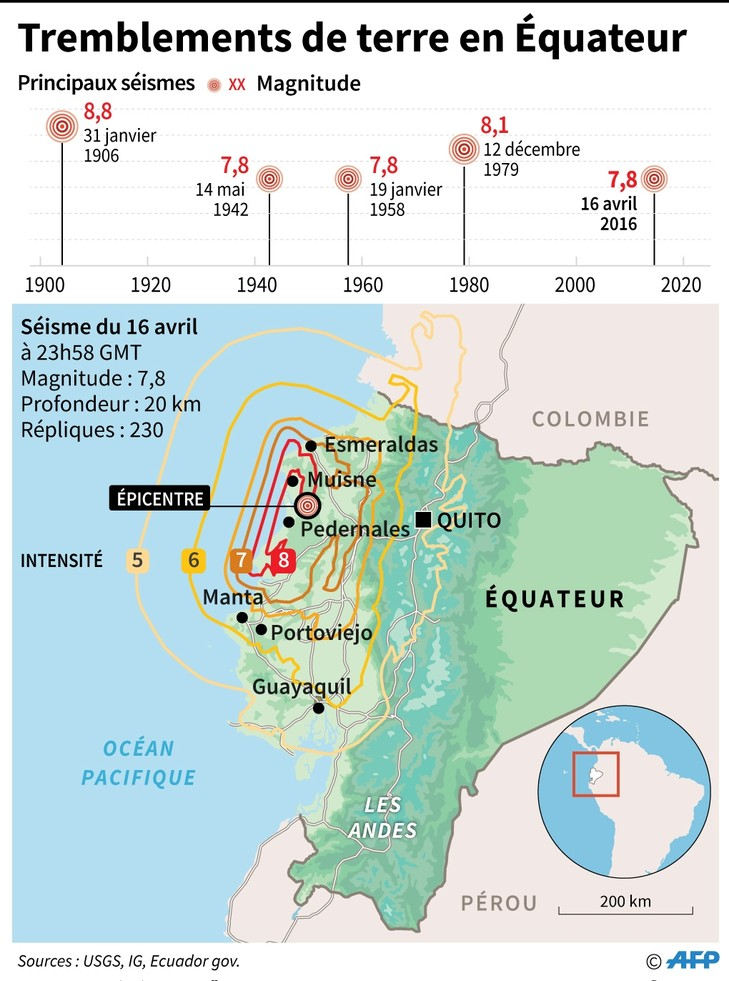 Tremblements de terre en Équateur
Principaux séismes XX Magnitude
8,8
31 janvier
1906
7,8
14 mai
1942
7,8
19 janvier
1958
8,1
12 décembre
1979
7,8
16 avril
2016
1900 1920 1940 1960 1980 2000 2020
Séisme du 16 avril
à 23h58 GMT
Magnitude : 7,8
Profondeur : 20 km
Répliques : 230
COLOMBIE
Esmeraldas
Muisne
ÉPICENTRE
Pedernales
QUITO
INTENSITÉ 5 6 7 8
ÉQUATEUR
Manta
Portoviejo
Guayaquil
OCÉAN
PACIFIQUE
LES
ANDES
PÉROU
200 km
Sources : USGS, IG, Ecuador gov.
© AFP